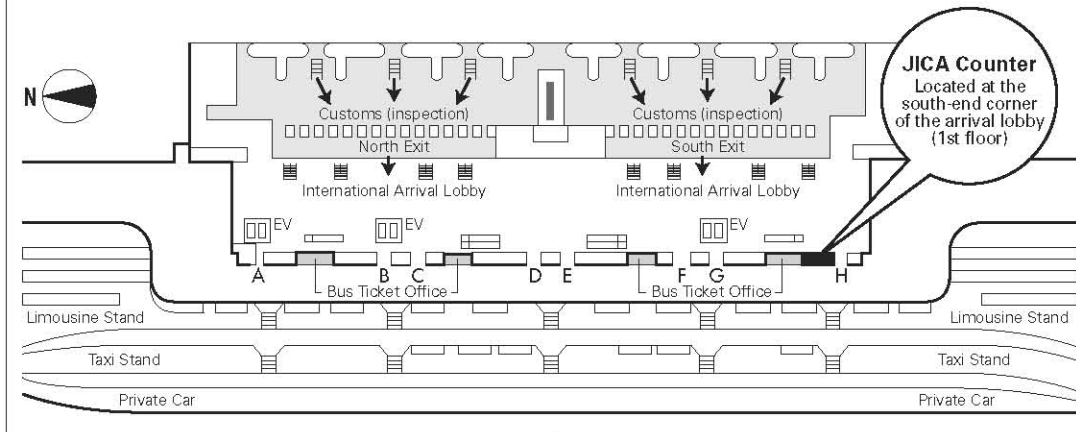 JICA Counter
Located at the
south-end corner
of the arrival lobby
(1st floor)
N
Customs (inspection)
Customs (inspection)
North Exit
South Exit
International Arrival Lobby
International Arrival Lobby
EV
EV
EV
A
B
C
D
E
F
G
H
Bus Ticket Office
Bus Ticket Office
Limousine Stand
Limousine Stand
Taxi Stand
Taxi Stand
Private Car
Private Car